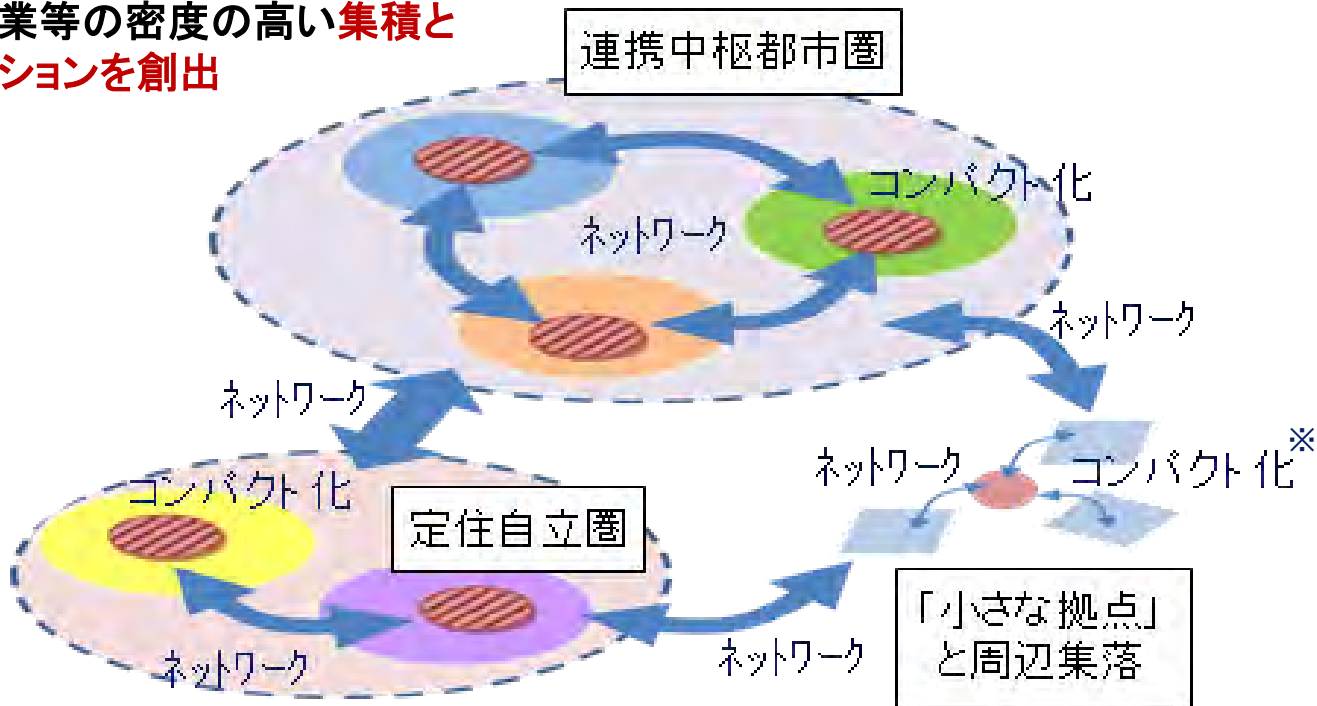 業等の密度の高い集積と
ションを創出
連携中枢都市圏
コンパクト化
ネットワーク
ネットワーク
ネットワーク
ネットワーク
コンパクト化※
コンパクト化
定住自立圏
「小さな拠点」
と周辺集落
ネットワーク
ネットワーク